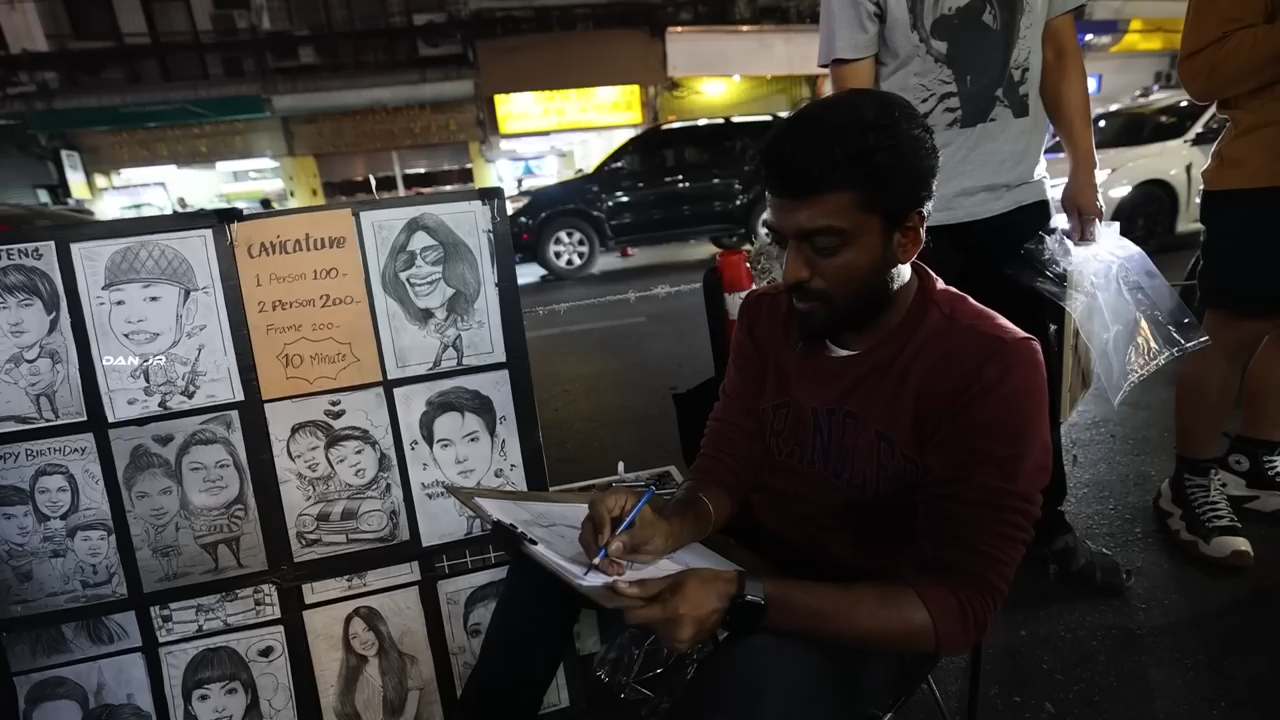 TENG
DAN JR
CARICATURE
1 Person 100-
2 Person 200-
Frame 200-
10 Minute
PPY BIRTHDAY